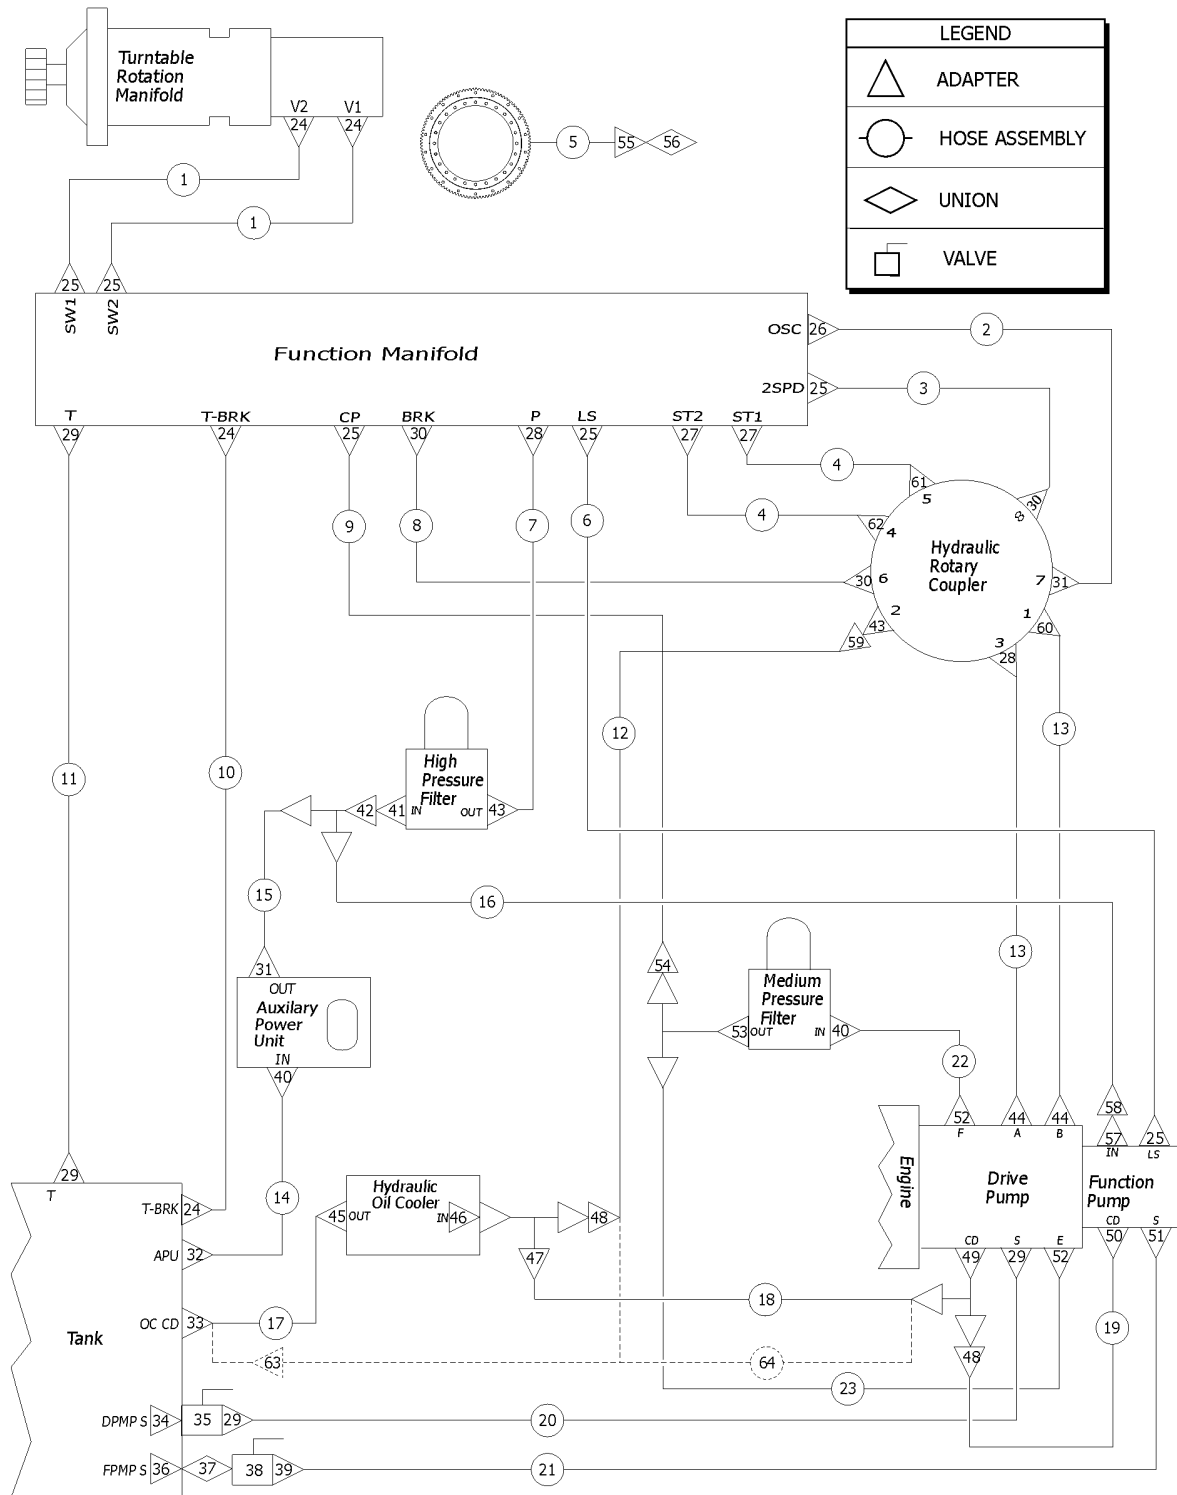 LEGEND
ADAPTER
HOSE ASSEMBLY
UNION
VALVE
Turntable
Rotation
Manifold
V2
V1
24
24
1
1
5
55
56
25
25
SW1
SW2
Function Manifold
OSC
26
2
2SPD
25
3
T
T-BRK
CP
BRK
P
LS
ST2
ST1
29
24
25
30
28
25
27
27
4
4
61
5
62
4
30
8
Hydraulic
Rotary
Coupler
30
6
7
31
2
43
59
1
60
3
28
9
8
7
6
12
13
11
10
High
Pressure
Filter
IN
OUT
42
41
43
15
16
13
31
OUT
Auxilary
Power
Unit
IN
40
54
Medium
Pressure
Filter
53
OUT
IN
40
22
52
44
44
58
57
25
F
A
B
IN
LS
Engine
Drive
Pump
Function
Pump
CD
S
E
CD
S
49
29
52
50
51
29
T
T-BRK
24
14
Hydraulic
Oil Cooler
45
OUT
IN
46
48
47
APU
32
18
19
OC CD
33
17
Tank
63
64
48
23
DPMP S
34
35
29
20
FPMP S
36
37
38
39
21